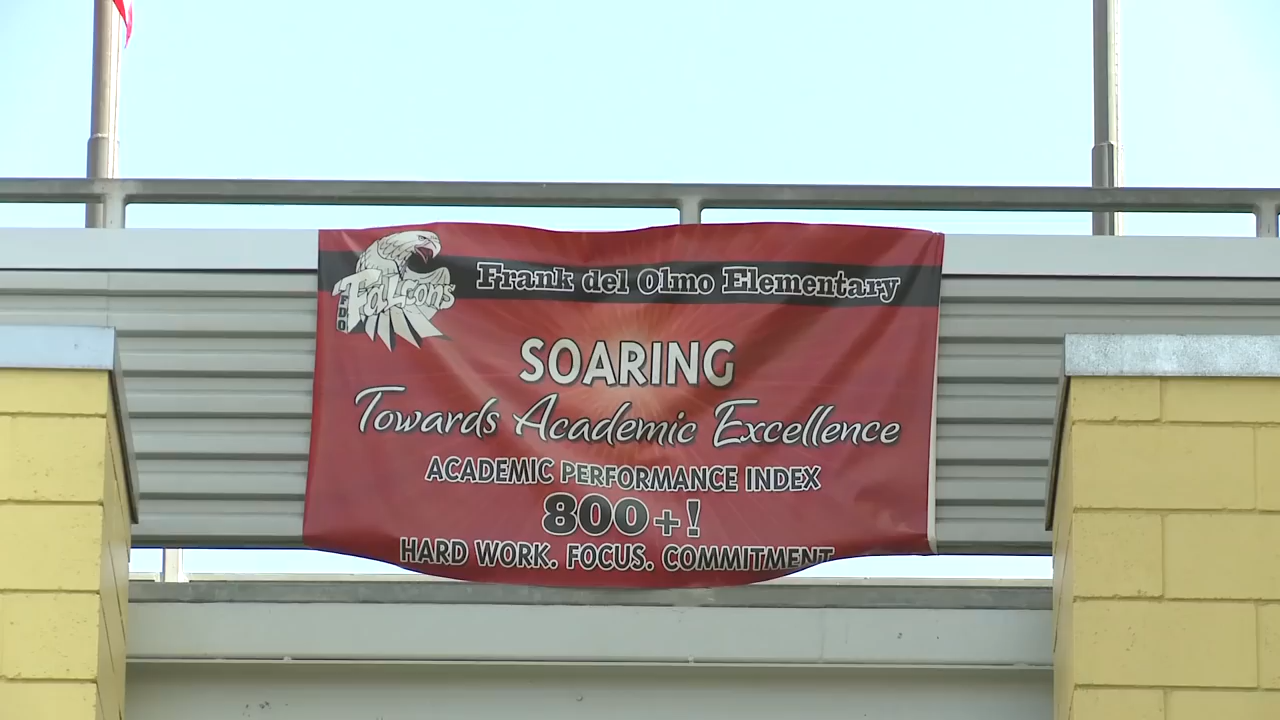 Falcons
FDO
Frank del Olmo Elementary
SOARING
Towards Academic Excellence
ACADEMIC PERFORMANCE INDEX
800+!
HARD WORK. FOCUS. COMMITMENT